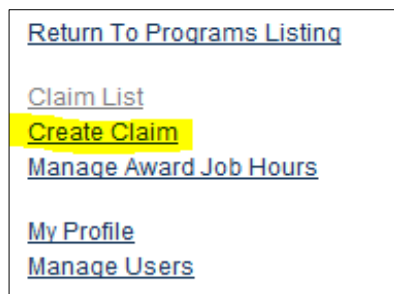 Return To Programs Listing
Claim List
Create Claim
Manage Award Job Hours
My Profile
Manage Users